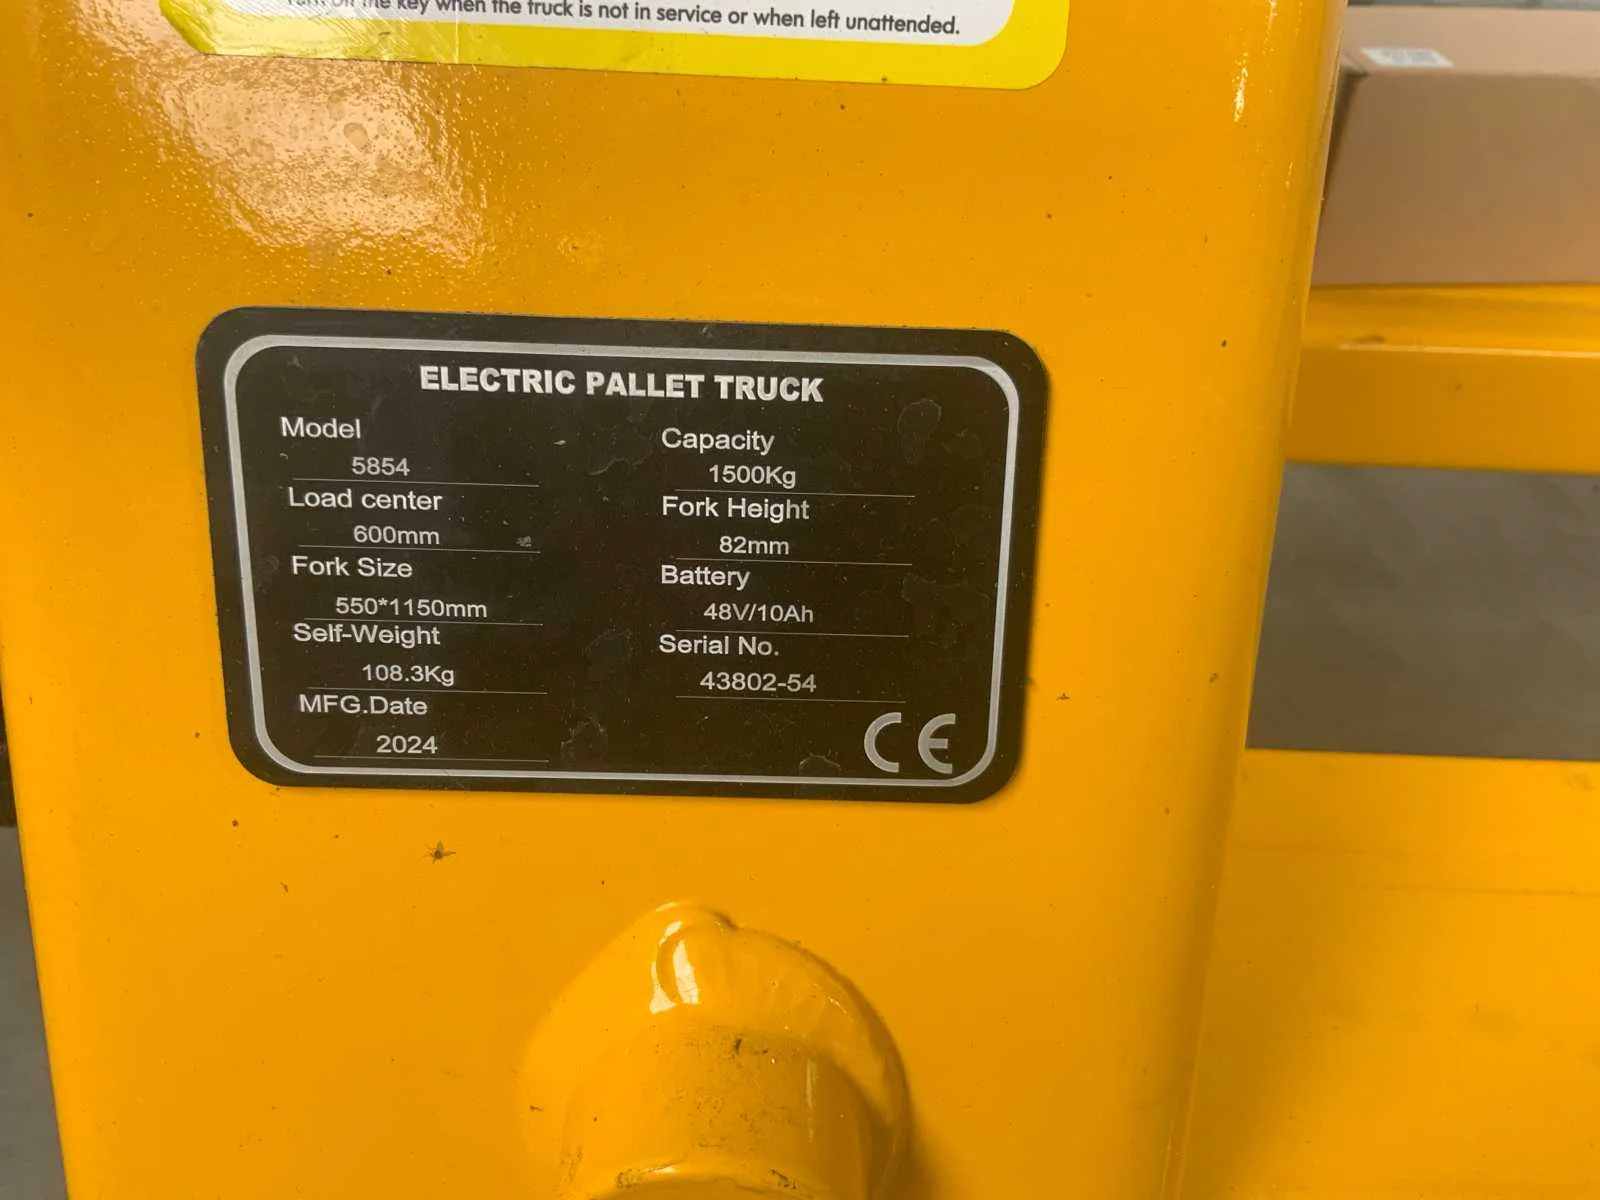 the key when the truck is not in service or when left unattended.
ELECTRIC PALLET TRUCK
Model
5854
Load center
600mm
Fork Size
550*1150mm
Self-Weight
108.3Kg
MFG.Date
2024
Capacity
1500Kg
Fork Height
82mm
Battery
48V/10Ah
Serial No.
43802-54
CE